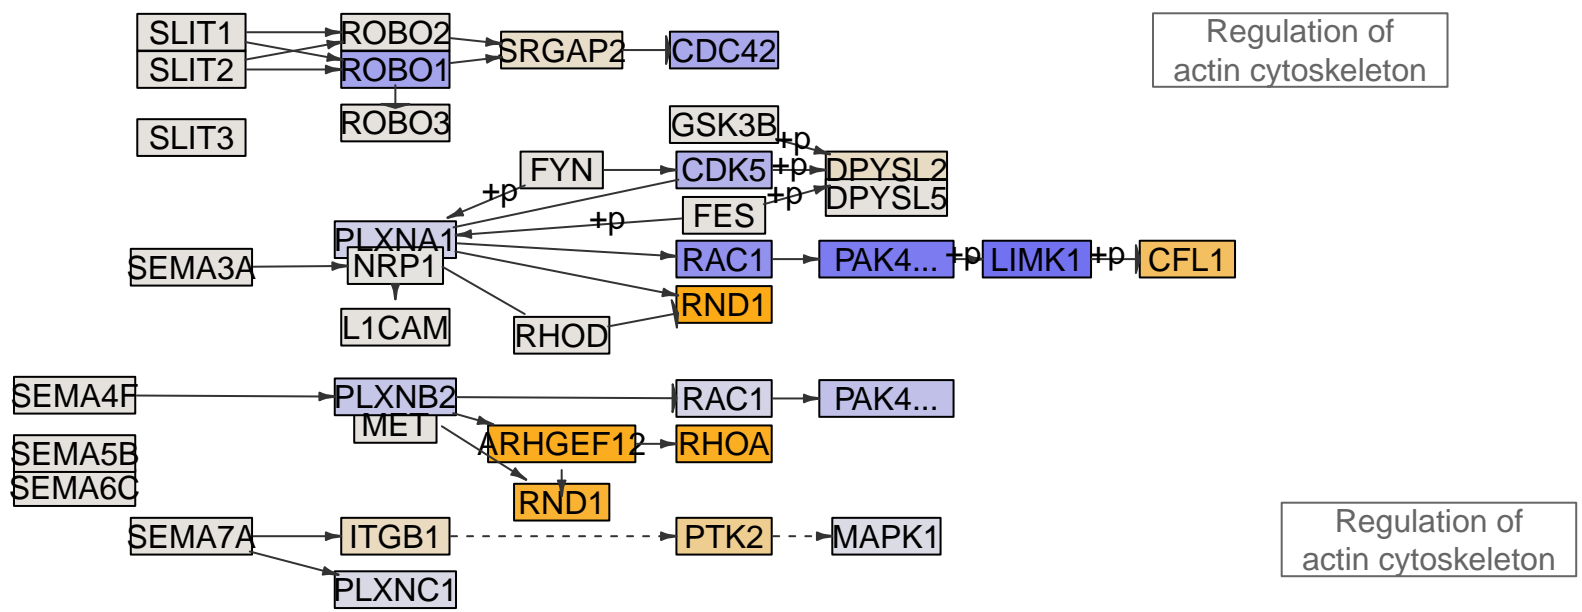 SLIT1
ROBO2
SRGAP2
CDC42
Regulation of
actin cytoskeleton
SLIT2
ROBO1
SLIT3
ROBO3
GSK3B
+p
FYN
CDK5
+p
DPYSL2
+p
FES
+p
DPYSL5
+p
PLXNA1
SEMA3A
NRP1
RAC1
PAK4...
+p
LIMK1
+p
CFL1
RND1
L1CAM
RHOD
SEMA4F
PLXNB2
RAC1
PAK4...
MET
ARHGEF12
RHOA
SEMA5B
SEMA6C
RND1
SEMA7A
ITGB1
PTK2
MAPK1
Regulation of
actin cytoskeleton
PLXNC1